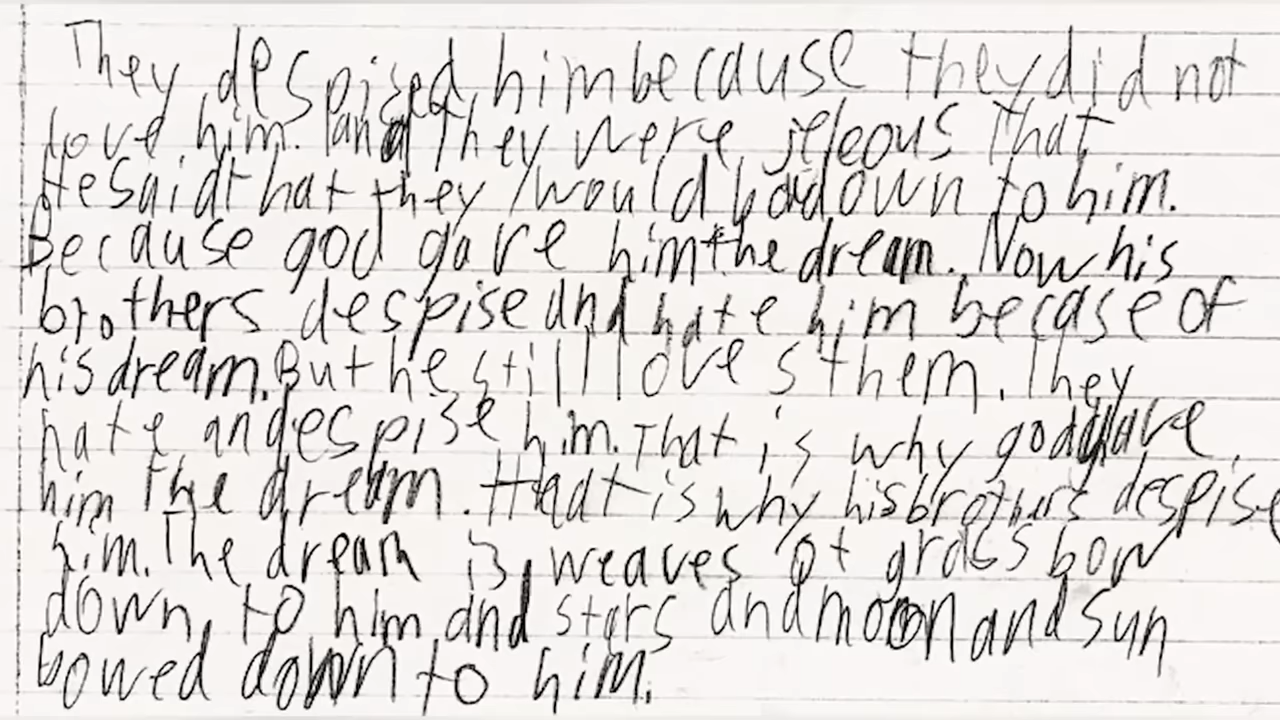 They despised him because they did not
love him. and They were jeleous That
He said that they would bow down to him.
Because god gave him the dream. Now his
brothers despise and hate him becase of
his dream. But he still loves them. They
hate an despise him. That is why god gave
him The dream. Thadt is why his brothers despise
him. The dream is, weaves of grass bow
down, to him and stars and moon and sun
bowed down to him.